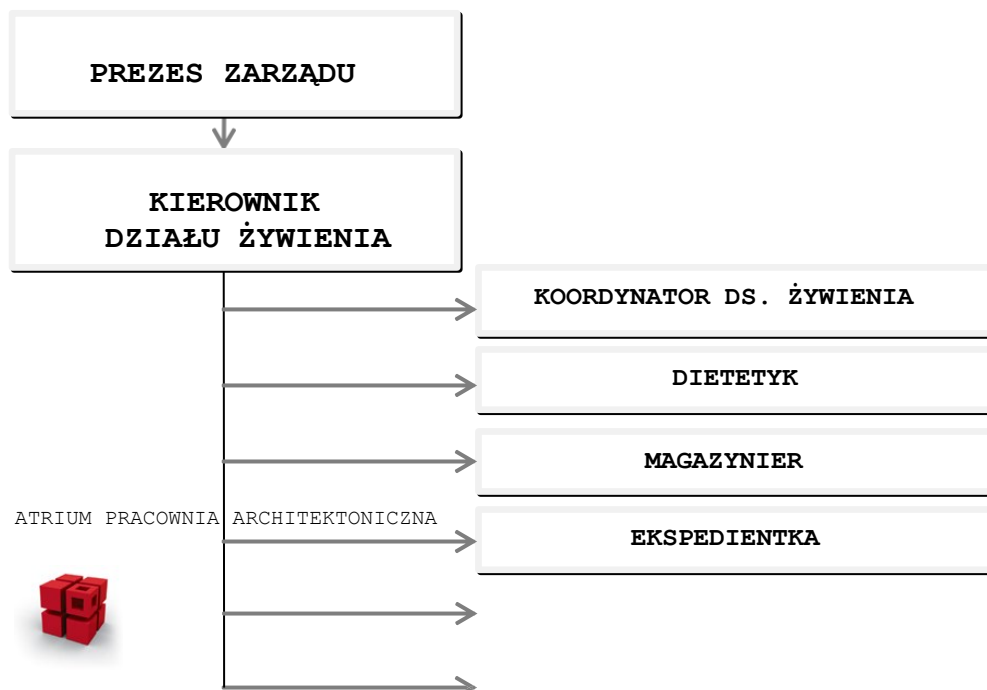 PREZES ZARZĄDU
KIEROWNIK
DZIAŁU ŻYWIENIA
KOORDYNATOR DS. ŻYWIENIA
DIETETYK
MAGAZYNIER
ATRIUM PRACOWNIA ARCHITEKTONICZNA
EKSPEDIENTKA